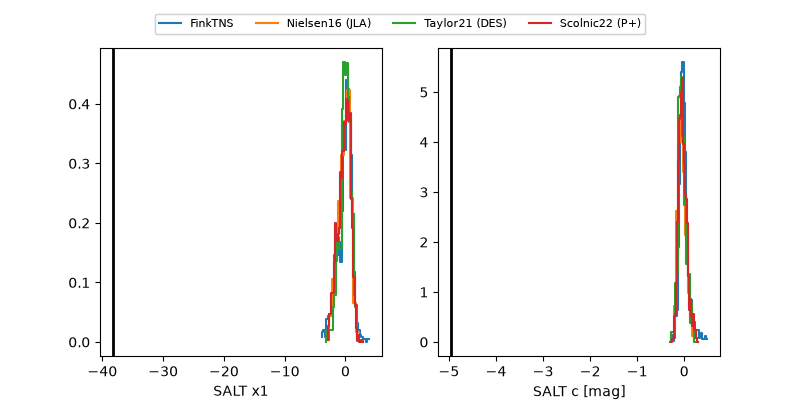 FinkTNS Nielsen16 (JLA) Taylor21 (DES) Scolnic22 (P+)
0.4
0.3
0.2
0.1
0.0
−40 −30 −20 −10 0
SALT x1
5
4
3
2
1
0
−5 −4 −3 −2 −1 0
SALT c [mag]